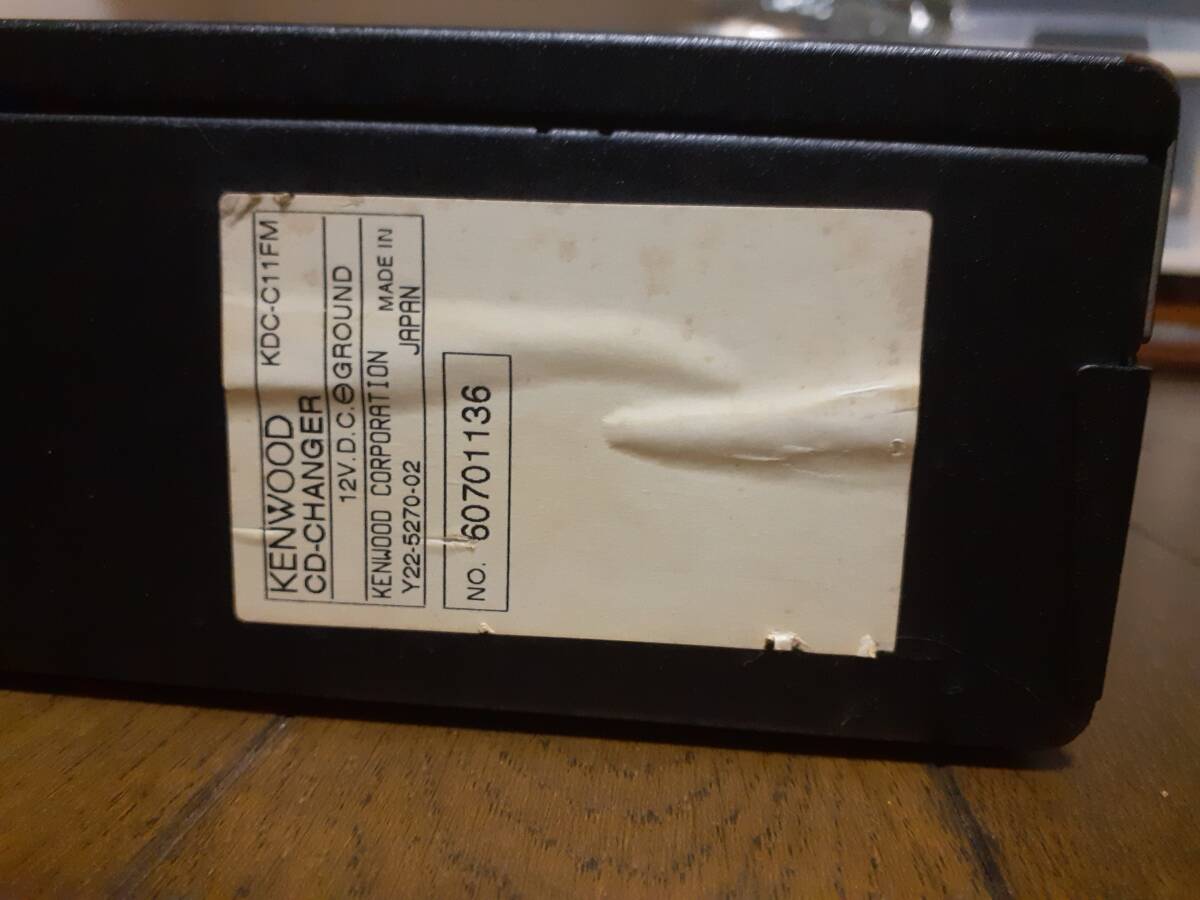 KENWOOD KDC-C11FM
CD-CHANGER
12V.D.C.⊖GROUND
KENWOOD CORPORATION MADE IN
Y22-5270-02 JAPAN
NO. 60701136